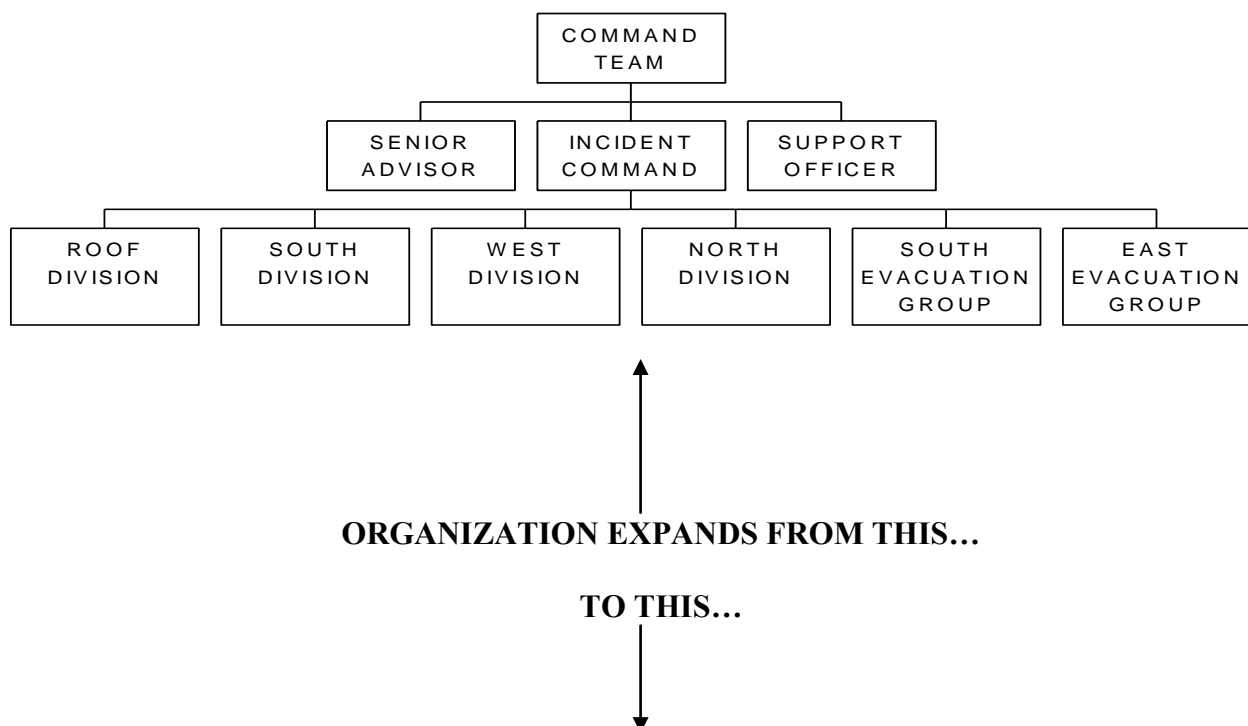 COMMAND
TEAM
SENIOR
ADVISOR
INCIDENT
COMMAND
SUPPORT
OFFICER
ROOF
DIVISION
SOUTH
DIVISION
WEST
DIVISION
NORTH
DIVISION
SOUTH
EVACUATION
GROUP
EAST
EVACUATION
GROUP
ORGANIZATION EXPANDS FROM THIS…
TO THIS…